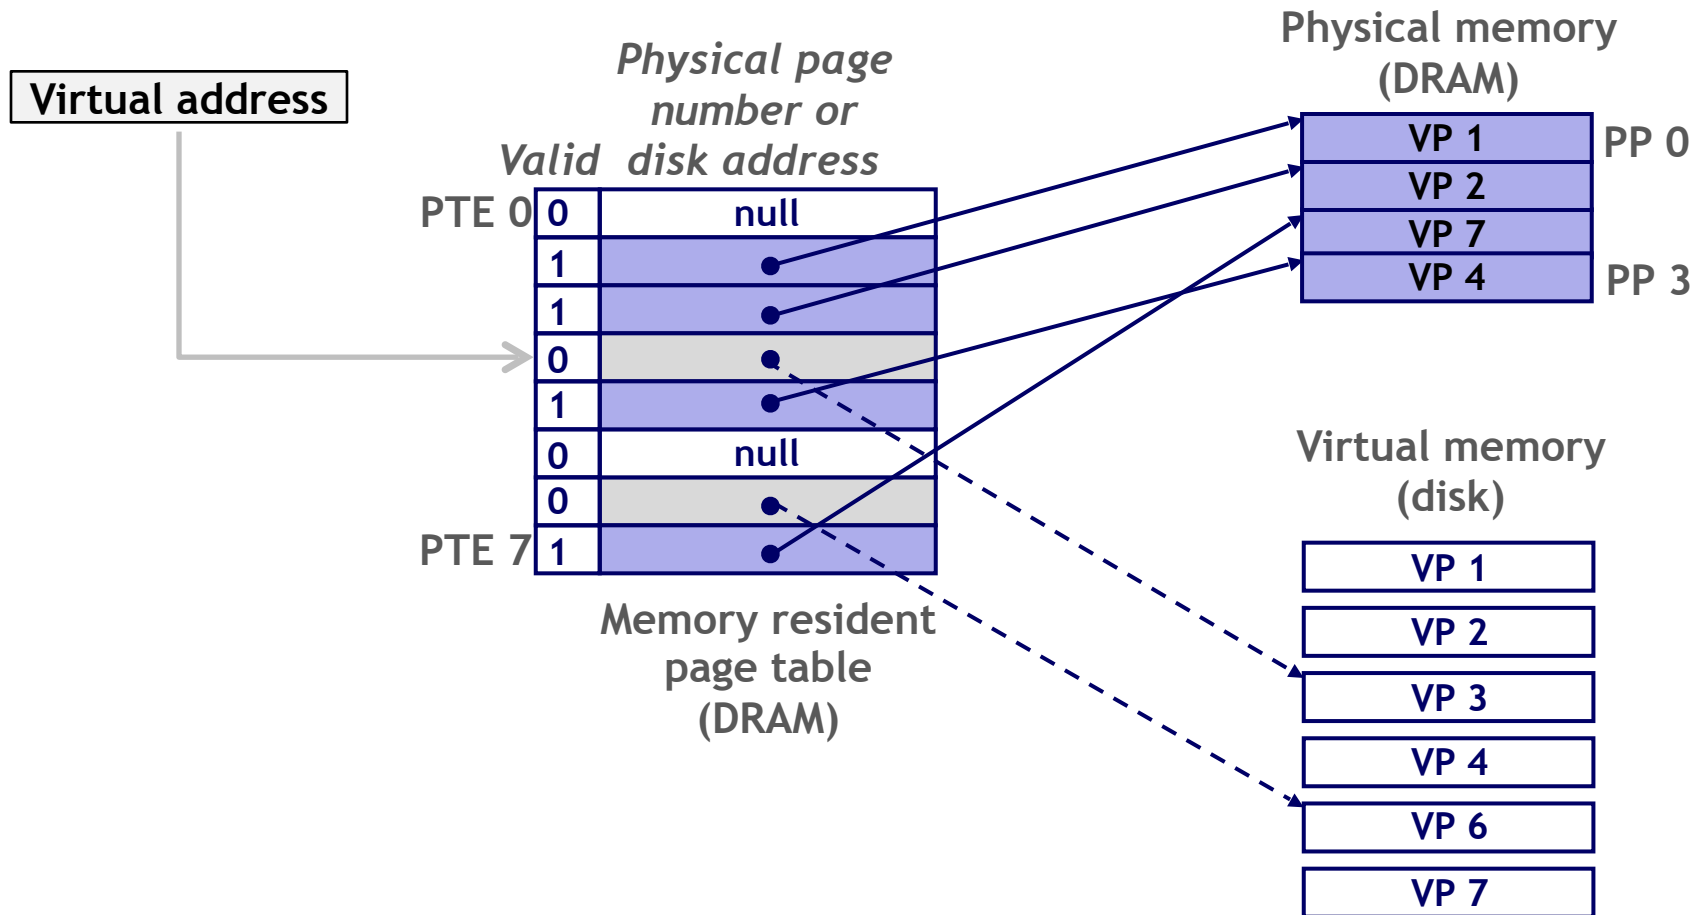 Virtual address
Physical page
number or
Valid disk address
PTE 0 0 null
1
1
0
1
0 null
0
PTE 7 1
Memory resident
page table
(DRAM)
Physical memory
(DRAM)
VP 1 PP 0
VP 2
VP 7
VP 4 PP 3
Virtual memory
(disk)
VP 1
VP 2
VP 3
VP 4
VP 6
VP 7